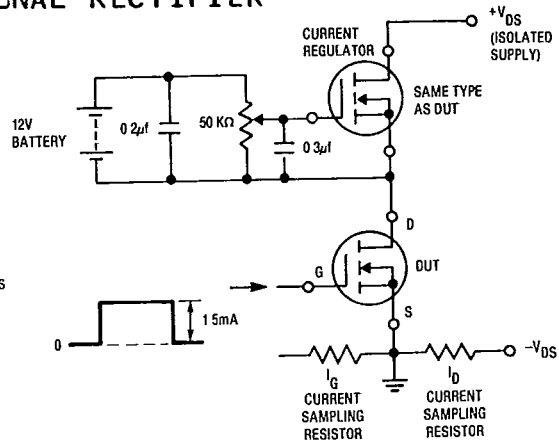 RECTIFIER
+VDS
(ISOLATED
SUPPLY)
CURRENT
REGULATOR
SAME TYPE
AS DUT
12V
BATTERY
0 2µf
50 KΩ
0 3µf
D
DUT
G
S
0
1 5mA
-VDS
IG
CURRENT
SAMPLING
RESISTOR
ID
CURRENT
SAMPLING
RESISTOR